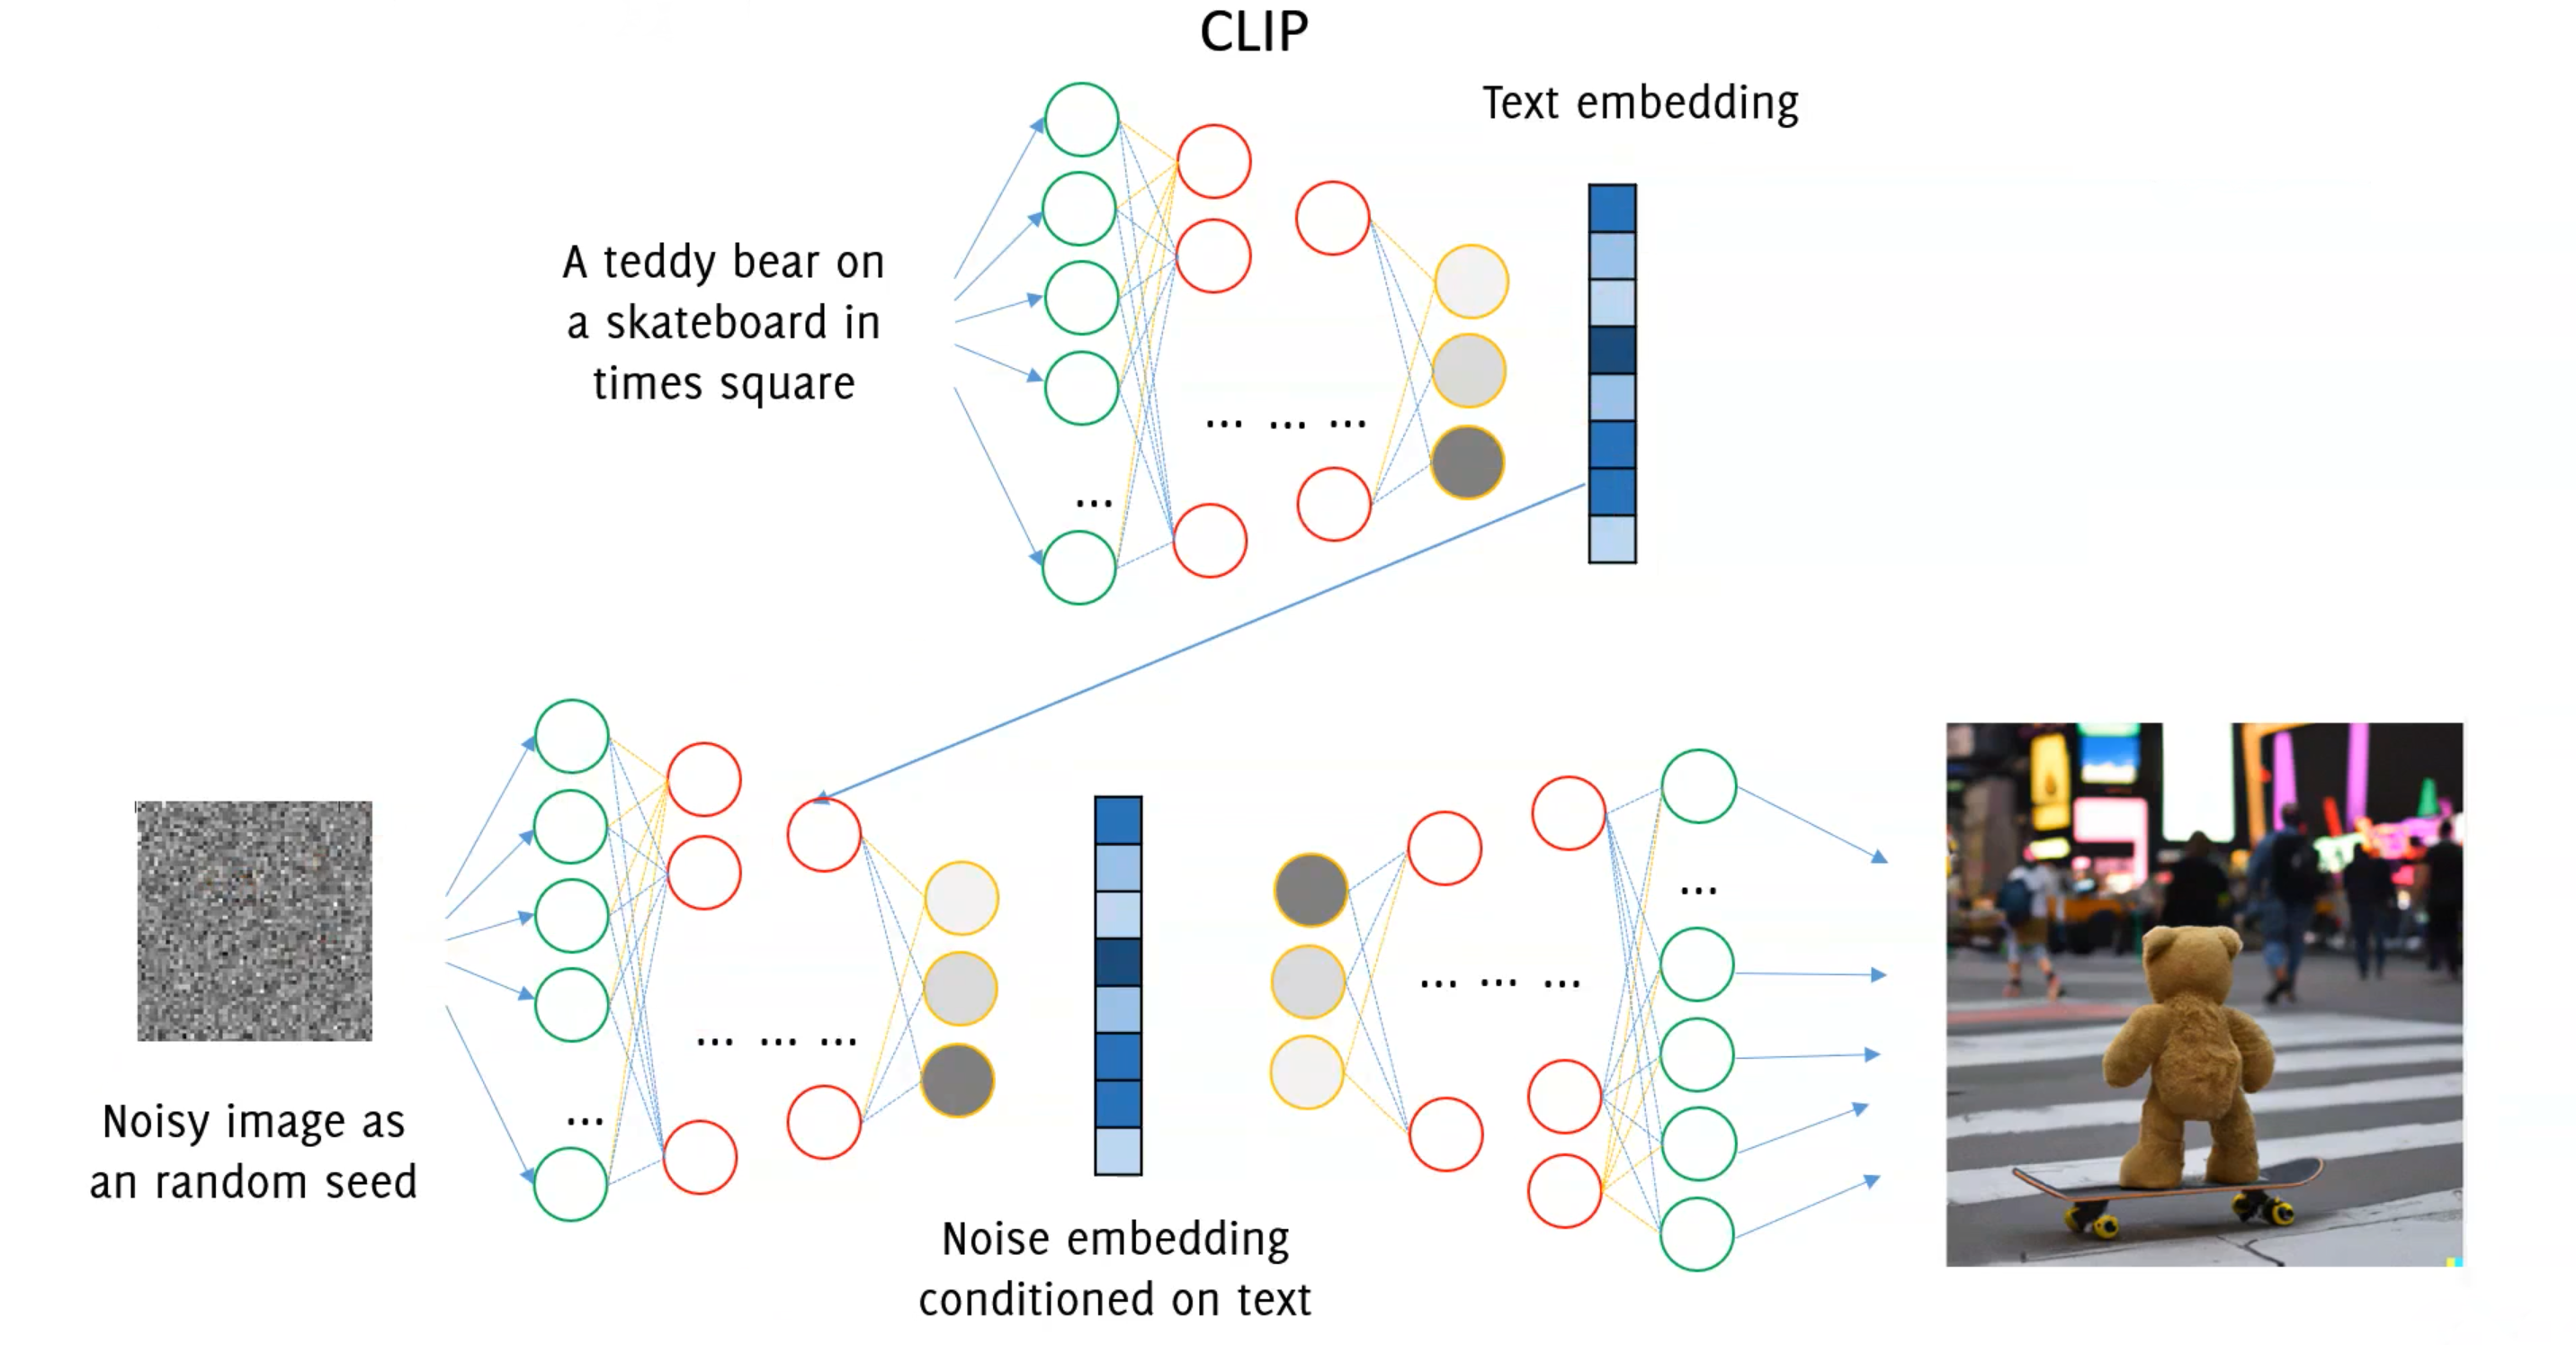 CLIP
Text embedding
A teddy bear on
a skateboard in
times square
...
... ... ...
...
... ... ...
...
... ... ...
Noisy image as
an random seed
Noise embedding
conditioned on text